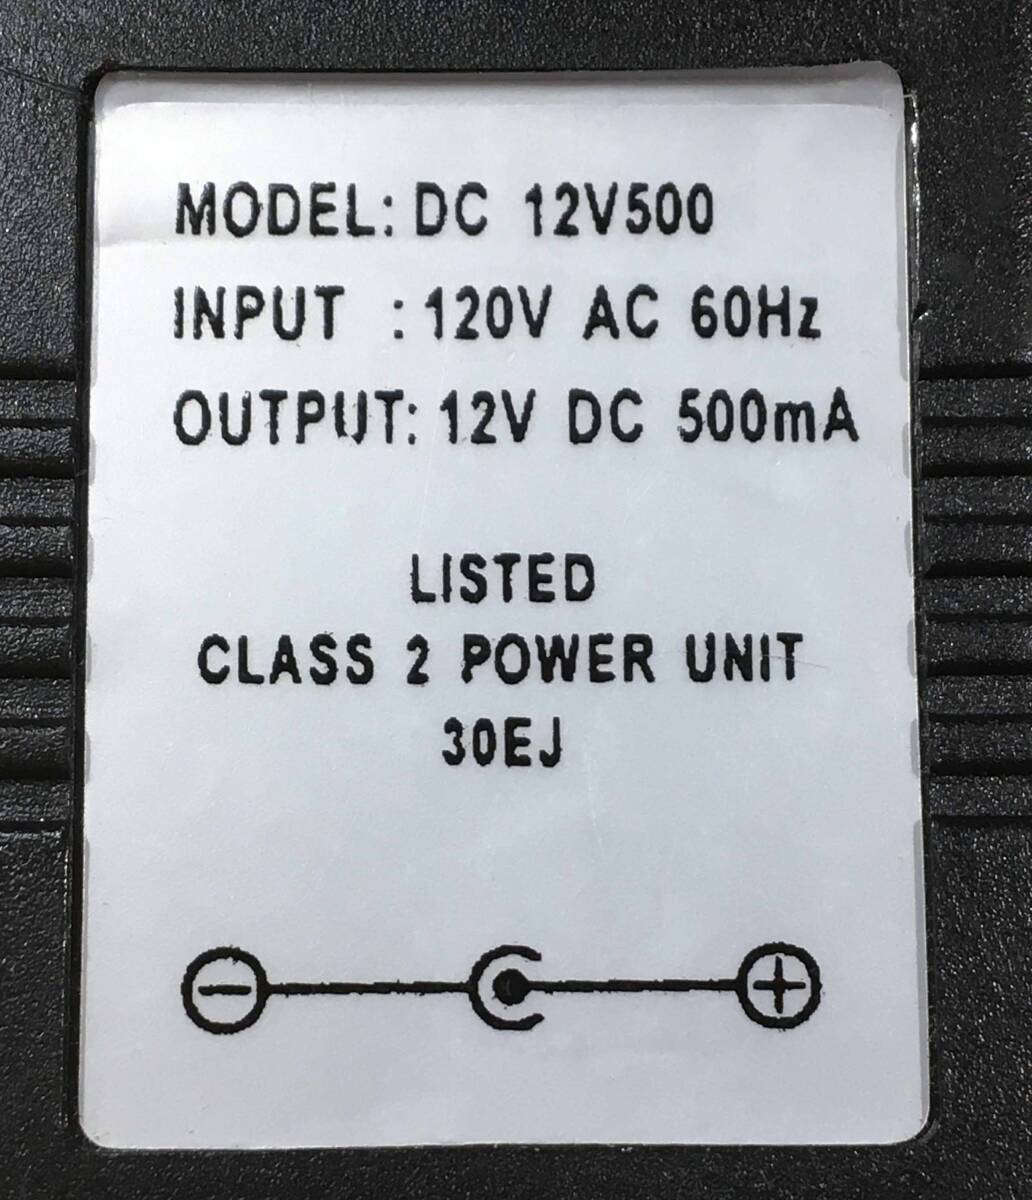 MODEL: DC 12V500
INPUT : 120V AC 60Hz
OUTPUT: 12V DC 500mA
LISTED
CLASS 2 POWER UNIT
30EJ